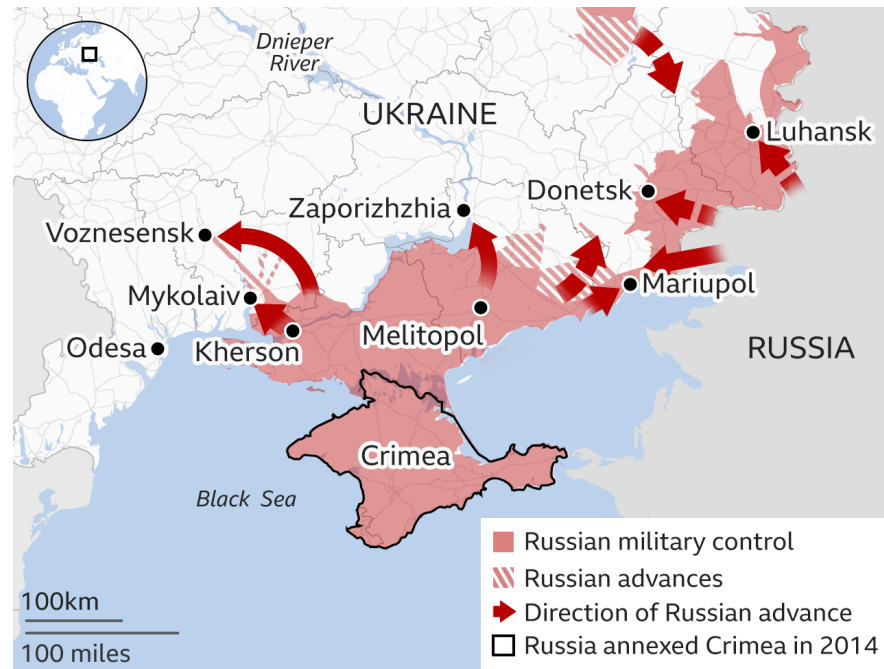 Dnieper
River
UKRAINE
Luhansk
Donetsk
Zaporizhzhia
Voznesensk
Mykolaiv
Mariupol
Odesa
Kherson
Melitopol
RUSSIA
Crimea
Black Sea
Russian military control
Russian advances
100km
Direction of Russian advance
100 miles
Russia annexed Crimea in 2014